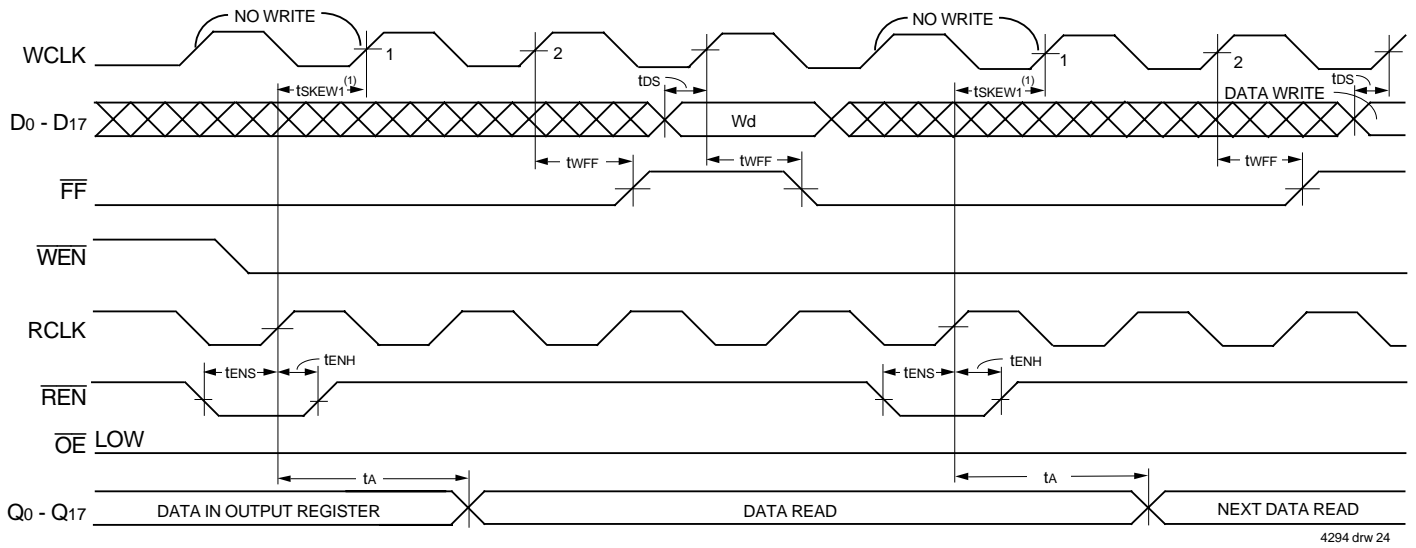 NO WRITE NO WRITE
WCLK 1 2 1 2
tSKEW1(1) tDS tSKEW1(1) tDS
DATA WRITE
D0 - D17 Wd
tWFF tWFF tWFF
FF
WEN
RCLK
tENS tENH tENS tENH
REN
OE LOW
tA tA
Q0 - Q17 DATA IN OUTPUT REGISTER DATA READ NEXT DATA READ
4294 drw 24